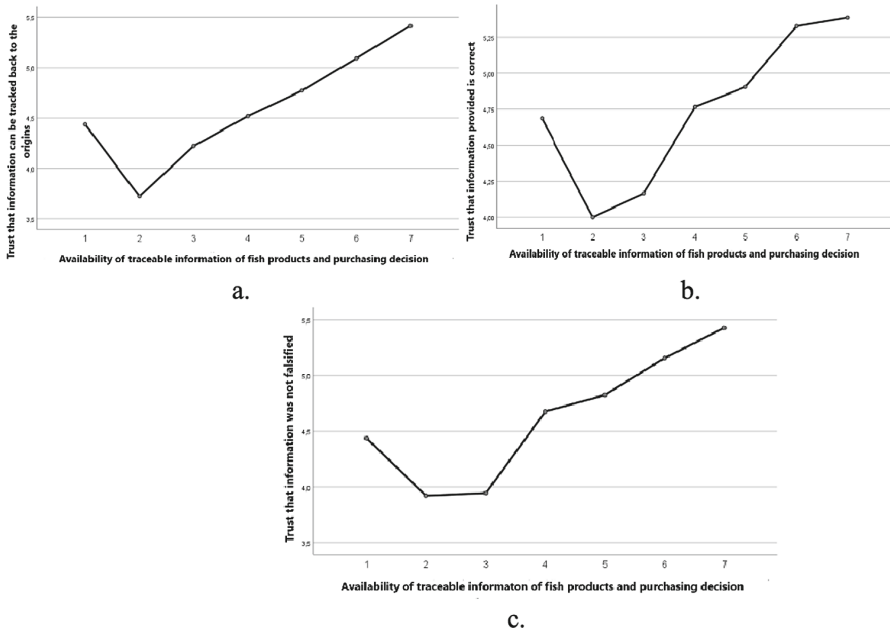 Trust that information can be tracked back to the
origins
5,5
5,0
4,5
4,0
3,5
1 2 3 4 5 6 7
Availability of traceable information of fish products and purchasing decision
a.
Trust that information provided is correct
5,25
5,00
4,75
4,50
4,25
4,00
1 2 3 4 5 6 7
Availability of traceable information of fish products and purchasing decision
b.
Trust that information was not falsified
5,5
5,0
4,5
4,0
3,5
1 2 3 4 5 6 7
Availability of traceable informaton of fish products and purchasing decision
c.